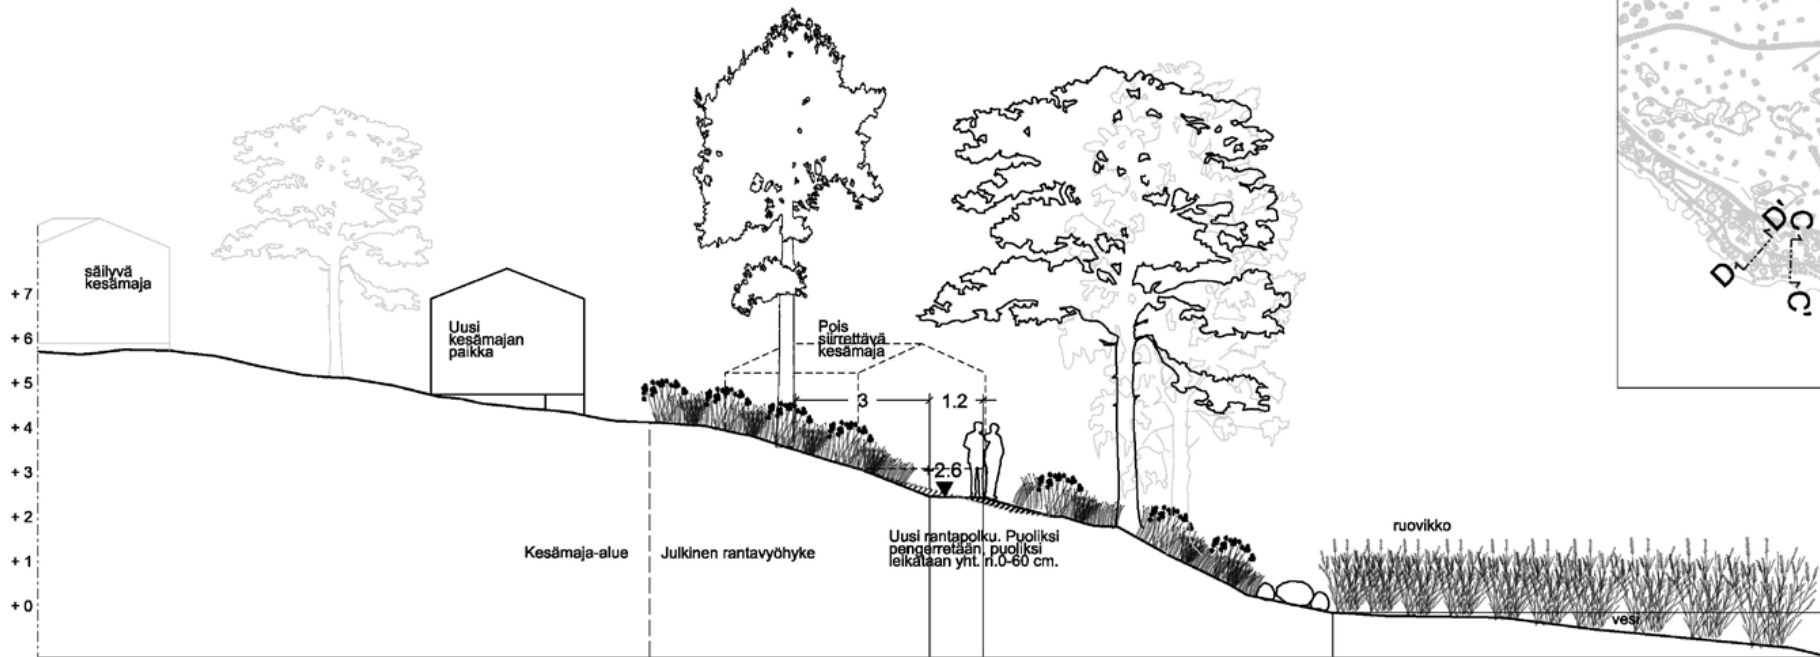 säilyvä
kesämaja
Uusi
kesämajan
paikka
Pois
siirrettävä
kesämaja
3
1.2
+2.6
+ 7
+ 6
+ 5
+ 4
+ 3
+ 2
+ 1
+ 0
Kesämaja-alue
Julkinen rantavyöhyke
Uusi rantapolku. Puoliksi
pengerretään, puoliksi
leikataan yht. n.0-60 cm.
ruovikko
vesi
D'
C
D
C'